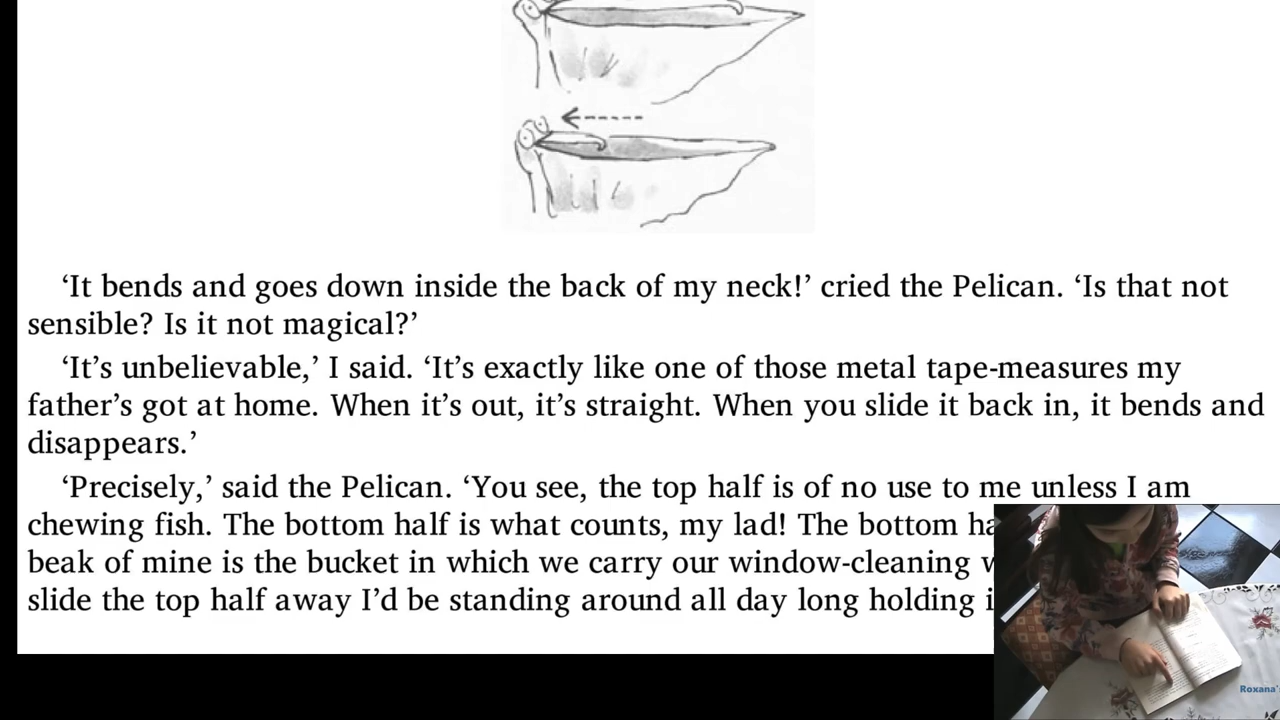 ‘It bends and goes down inside the back of my neck!’ cried the Pelican. ‘Is that not
sensible? Is it not magical?’
‘It’s unbelievable,’ I said. ‘It’s exactly like one of those metal tape-measures my
father’s got at home. When it’s out, it’s straight. When you slide it back in, it bends and
disappears.’
‘Precisely,’ said the Pelican. ‘You see, the top half is of no use to me unless I am
chewing fish. The bottom half is what counts, my lad! The bottom
beak of mine is the bucket in which we carry our window-cleaning
slide the top half away I’d be standing around all day long holding
Roxana's